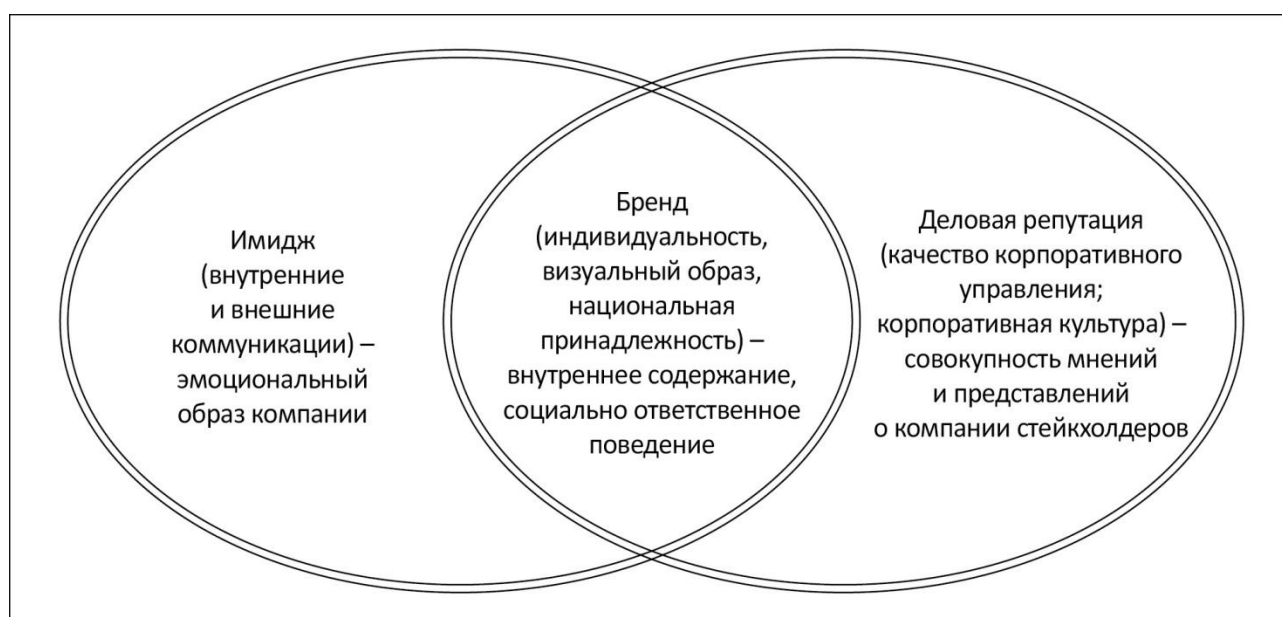 Имидж
(внутренние
и внешние
коммуникации) –
эмоциональный
образ компании
Бренд
(индивидуальность,
визуальный образ,
национальная
принадлежность) –
внутреннее содержание,
социально ответственное
поведение
Деловая репутация
(качество корпоративного
управления;
корпоративная культура) –
совокупность мнений
и представлений
о компании стейкхолдеров